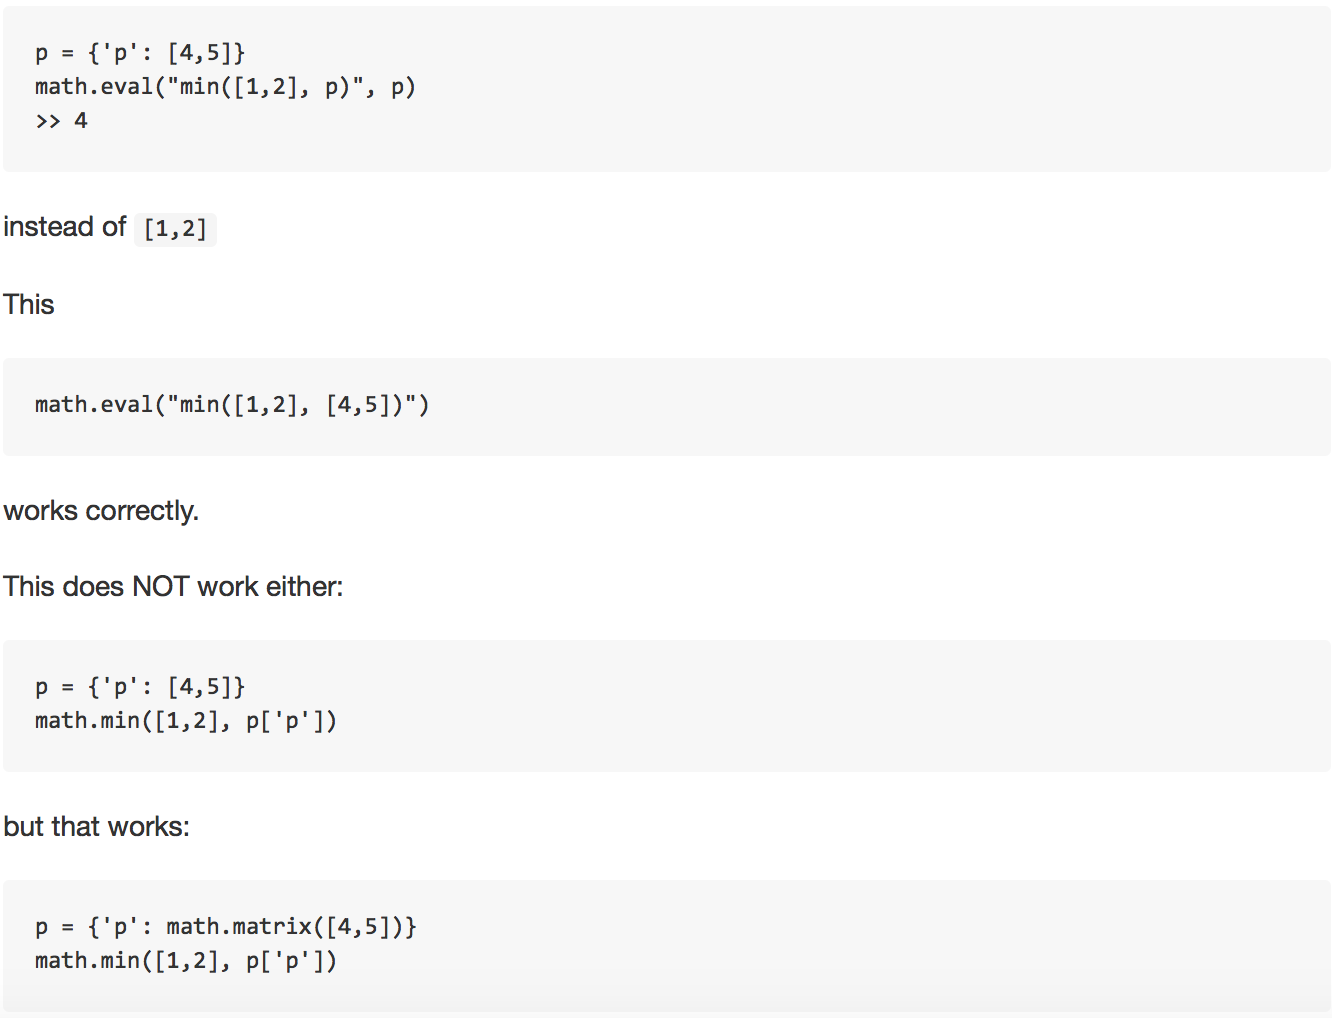 p = {'p': [4,5]}
math.eval("min([1,2], p)", p)
>> 4
instead of [1,2]
This
math.eval("min([1,2], [4,5])")
works correctly.
This does NOT work either:
p = {'p': [4,5]}
math.min([1,2], p['p'])
but that works:
p = {'p': math.matrix([4,5])}
math.min([1,2], p['p'])